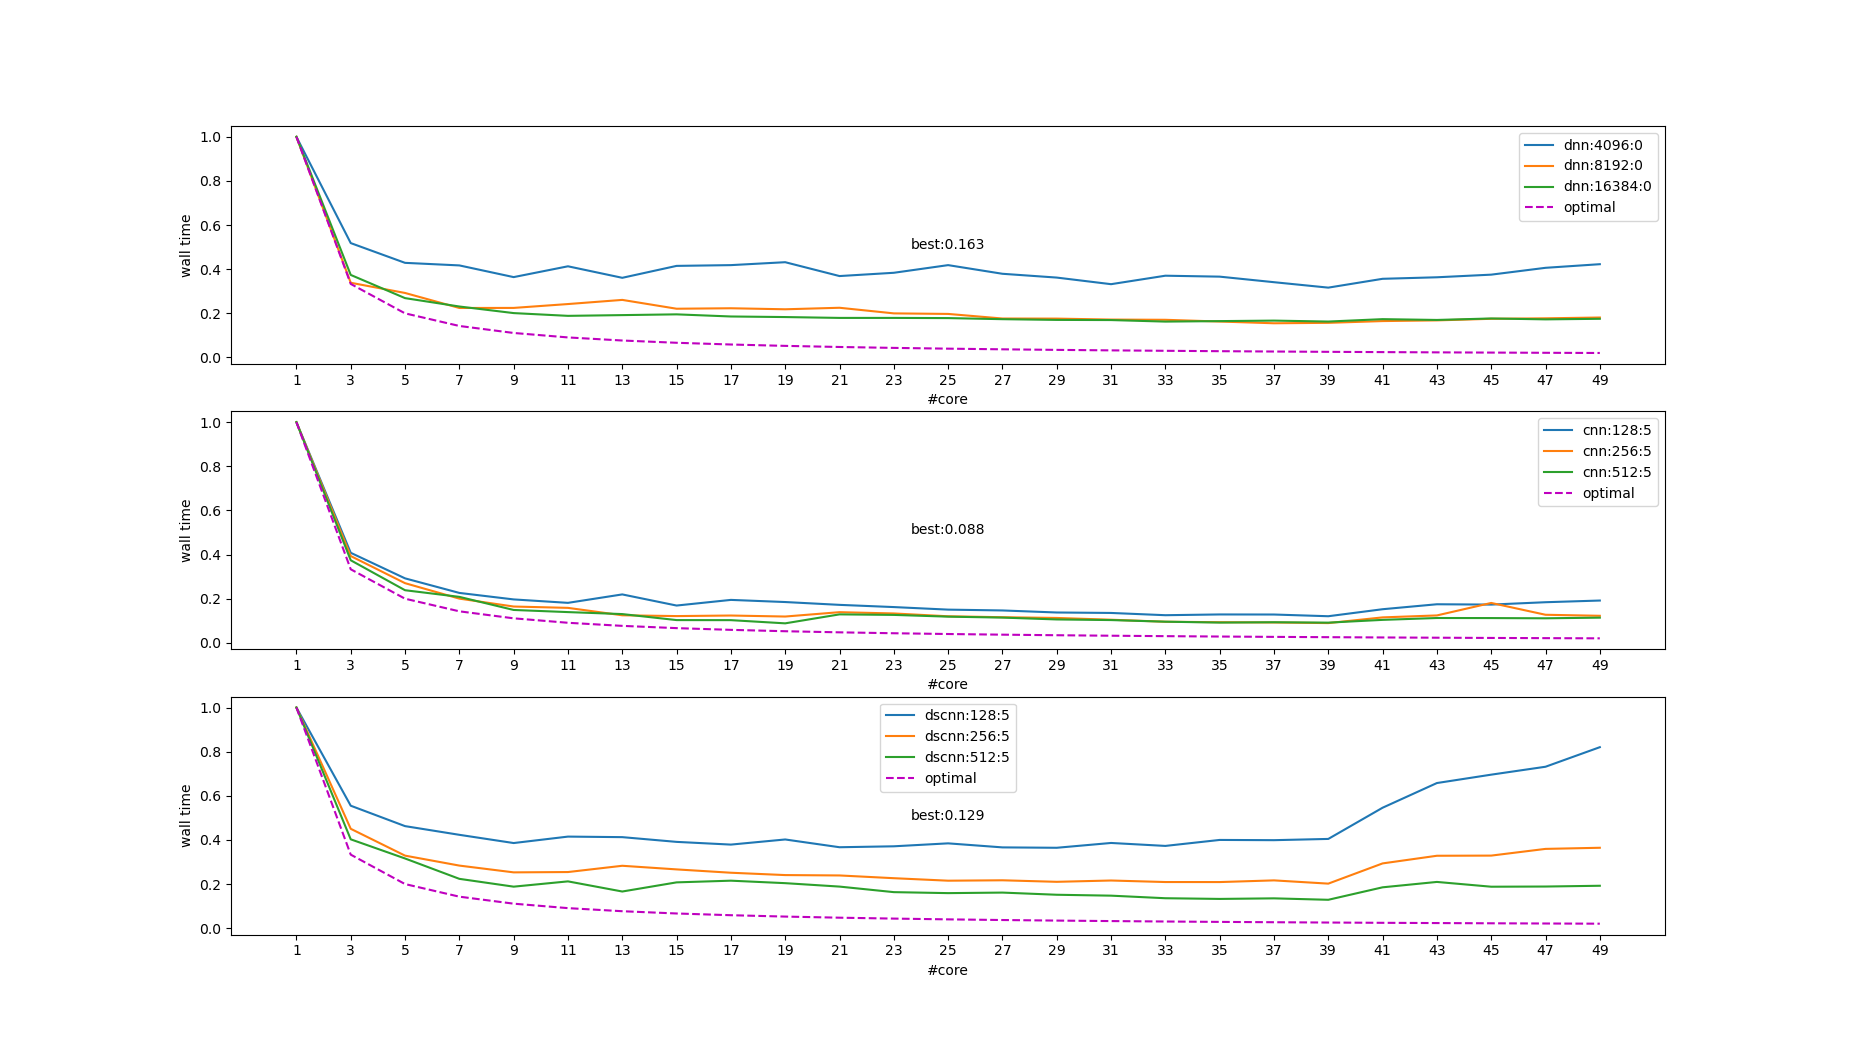 1.0
0.8
0.6
0.4
0.2
0.0
wall time
dnn:4096:0
dnn:8192:0
dnn:16384:0
optimal
best:0.163
1 3 5 7 9 11 13 15 17 19 21 23 25 27 29 31 33 35 37 39 41 43 45 47 49
#core
1.0
0.8
0.6
0.4
0.2
0.0
wall time
cnn:128:5
cnn:256:5
cnn:512:5
optimal
best:0.088
1 3 5 7 9 11 13 15 17 19 21 23 25 27 29 31 33 35 37 39 41 43 45 47 49
#core
1.0
0.8
0.6
0.4
0.2
0.0
wall time
dscnn:128:5
dscnn:256:5
dscnn:512:5
optimal
best:0.129
1 3 5 7 9 11 13 15 17 19 21 23 25 27 29 31 33 35 37 39 41 43 45 47 49
#core